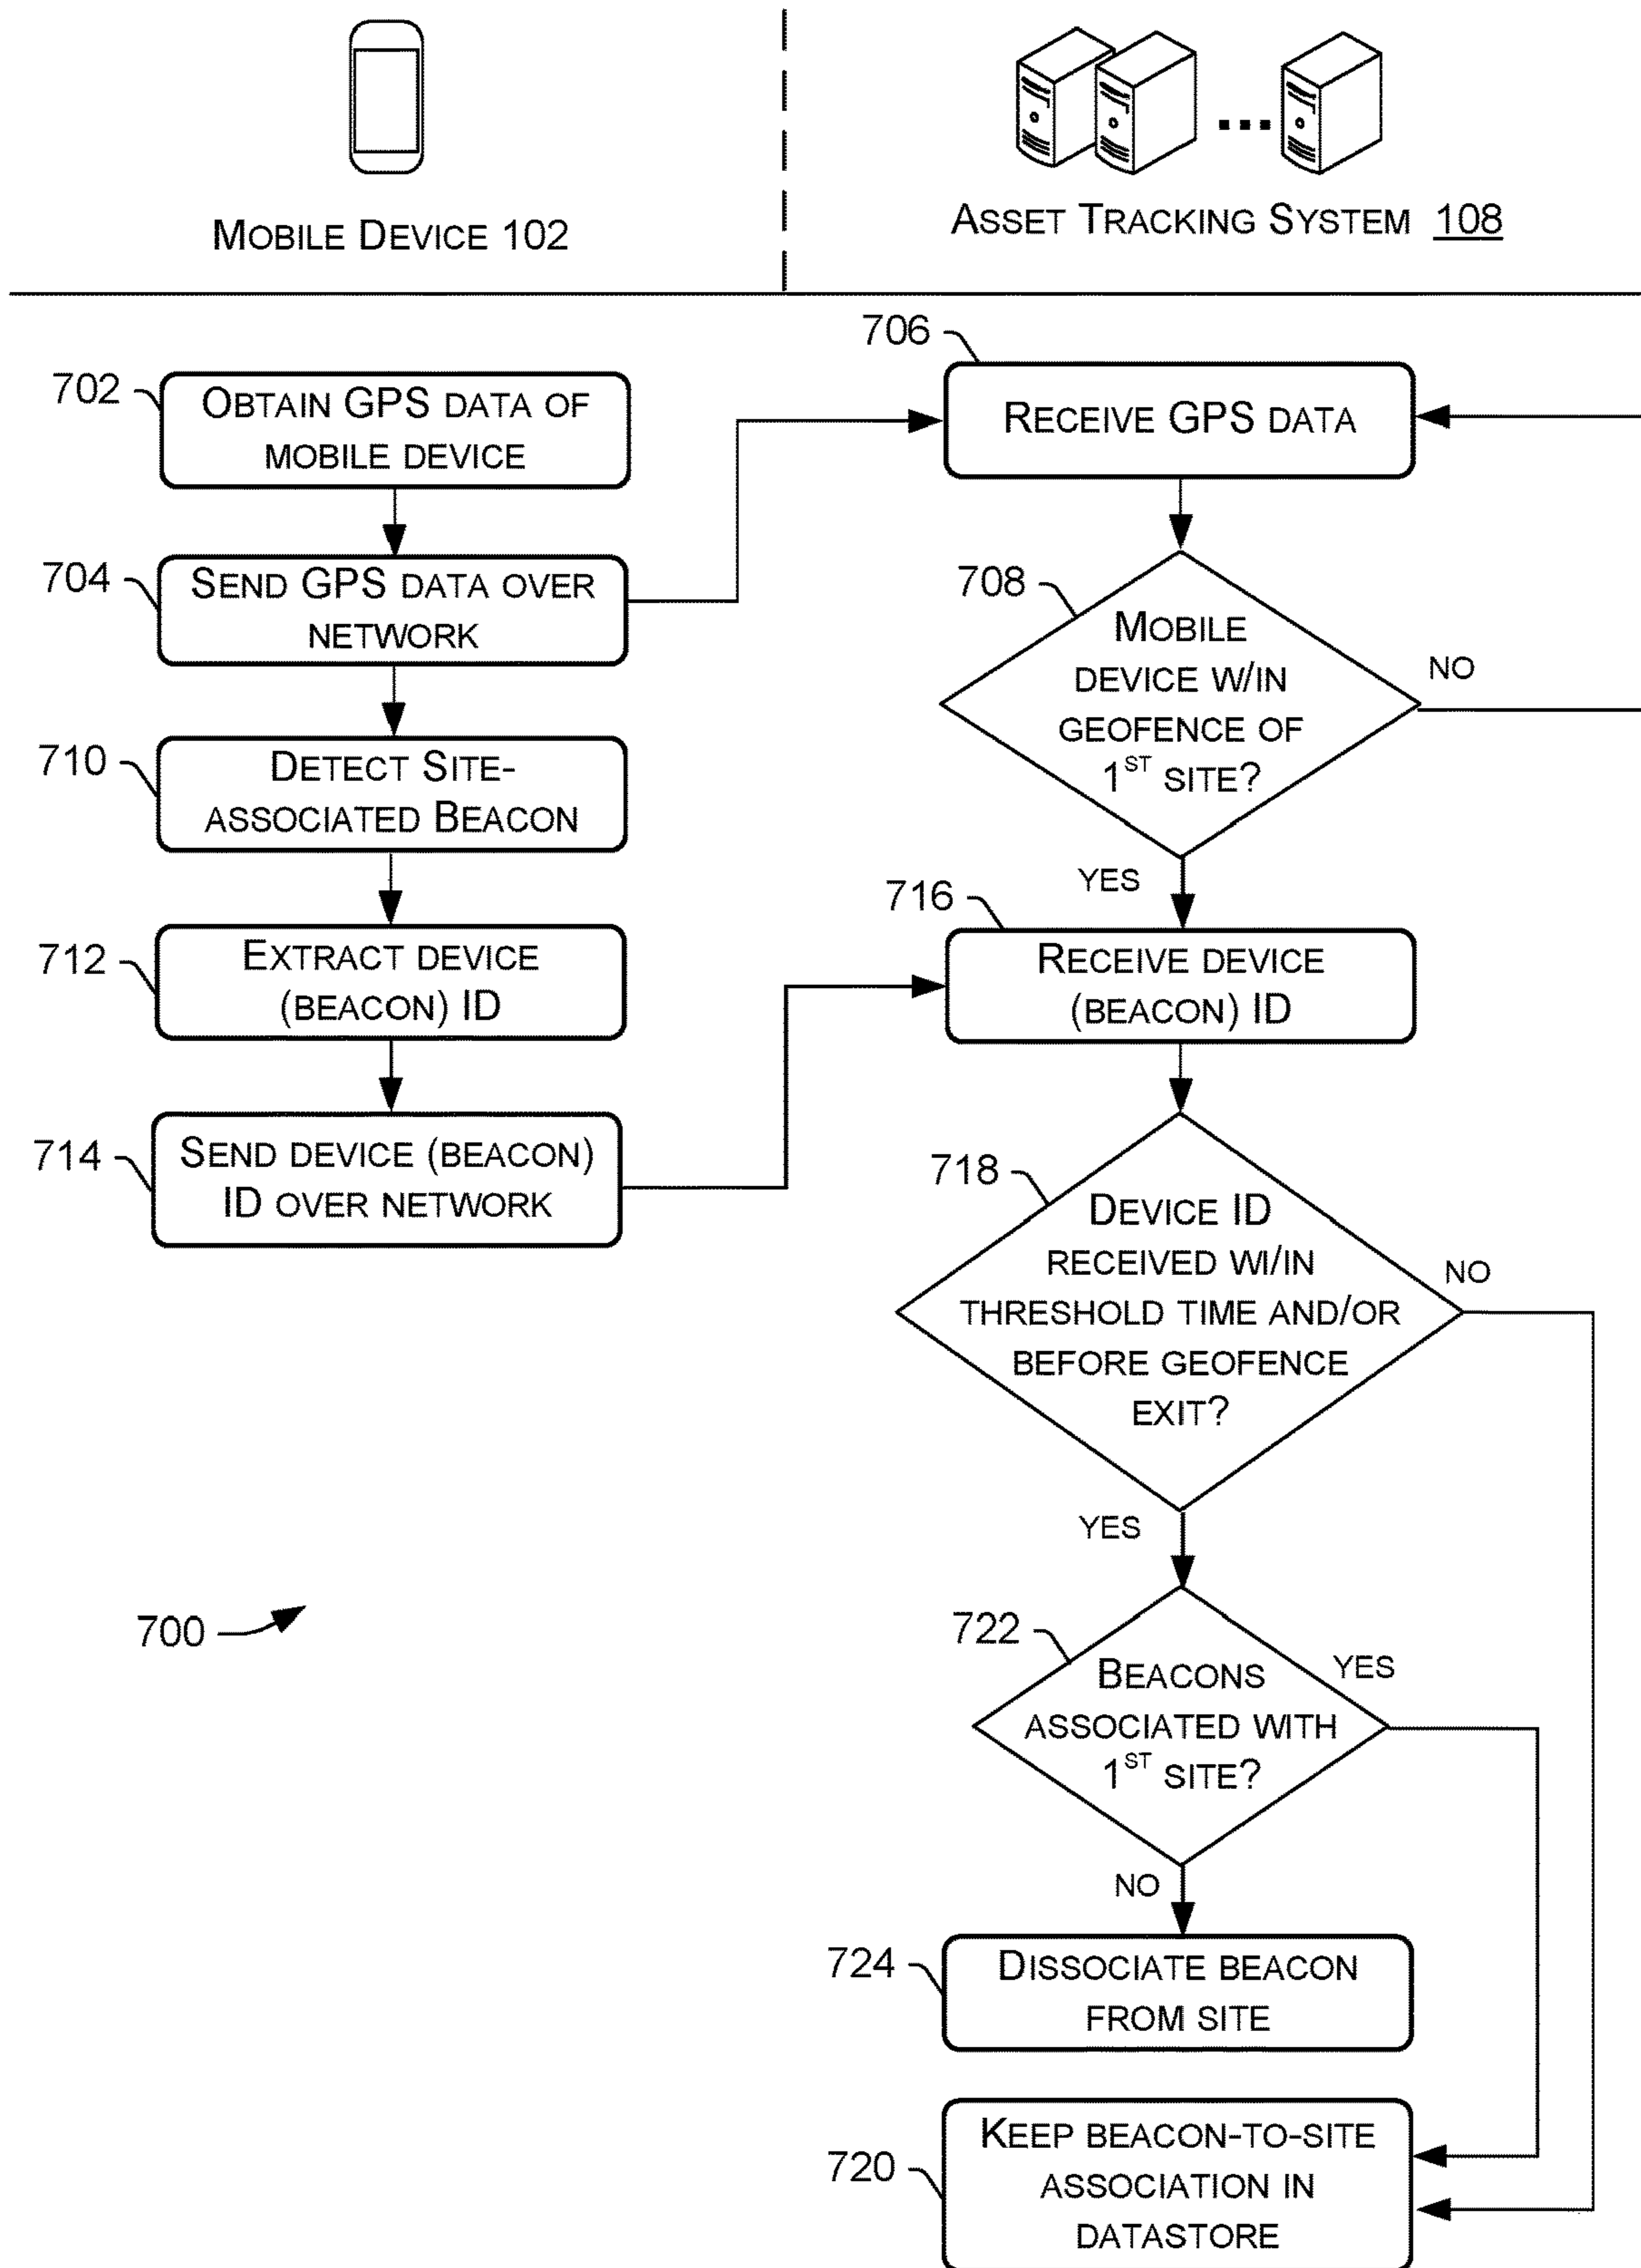 MOBILE DEVICE 102
ASSET TRACKING SYSTEM 108
702
OBTAIN GPS DATA OF
MOBILE DEVICE
704
SEND GPS DATA OVER
NETWORK
710
DETECT SITE-
ASSOCIATED BEACON
712
EXTRACT DEVICE
(BEACON) ID
714
SEND DEVICE (BEACON)
ID OVER NETWORK
700
706
RECEIVE GPS DATA
708
MOBILE
DEVICE W/IN
GEOFENCE OF
1ST SITE?
NO
YES
716
RECEIVE DEVICE
(BEACON) ID
718
DEVICE ID
RECEIVED WI/IN
THRESHOLD TIME AND/OR
BEFORE GEOFENCE
EXIT?
NO
YES
722
BEACONS
ASSOCIATED WITH
1ST SITE?
YES
NO
724
DISSOCIATE BEACON
FROM SITE
720
KEEP BEACON-TO-SITE
ASSOCIATION IN
DATASTORE